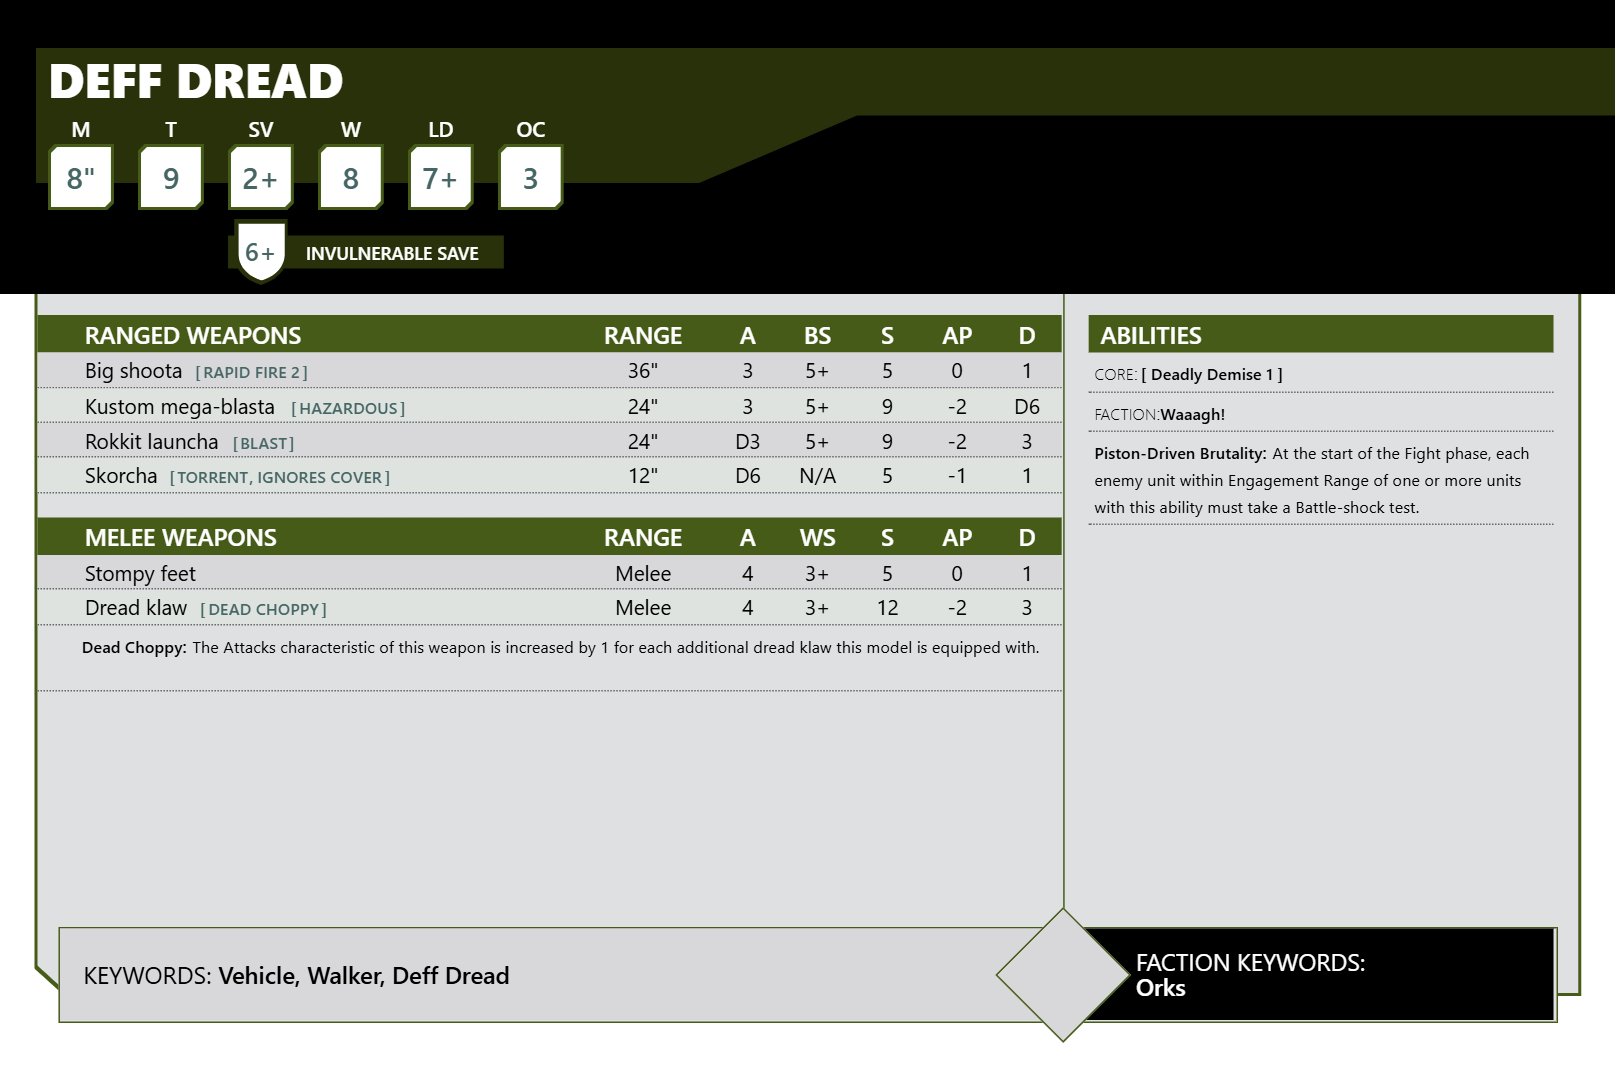 DEFF DREAD
M T SV W LD OC
8" 9 2+ 8 7+ 3
6+ INVULNERABLE SAVE
RANGED WEAPONS RANGE A BS S AP D
Big shoota [RAPID FIRE 2] 36" 3 5+ 5 0 1
Kustom mega-blasta [HAZARDOUS] 24" 3 5+ 9 -2 D6
Rokkit launcha [BLAST] 24" D3 5+ 9 -2 3
Skorcha [TORRENT, IGNORES COVER] 12" D6 N/A 5 -1 1
MELEE WEAPONS RANGE A WS S AP D
Stompy feet Melee 4 3+ 5 0 1
Dread klaw [DEAD CHOPPY] Melee 4 3+ 12 -2 3
Dead Choppy: The Attacks characteristic of this weapon is increased by 1 for each additional dread klaw this model is equipped with.
ABILITIES
CORE: [ Deadly Demise 1 ]
FACTION:Waaagh!
Piston-Driven Brutality: At the start of the Fight phase, each
enemy unit within Engagement Range of one or more units
with this ability must take a Battle-shock test.
KEYWORDS: Vehicle, Walker, Deff Dread
FACTION KEYWORDS:
Orks